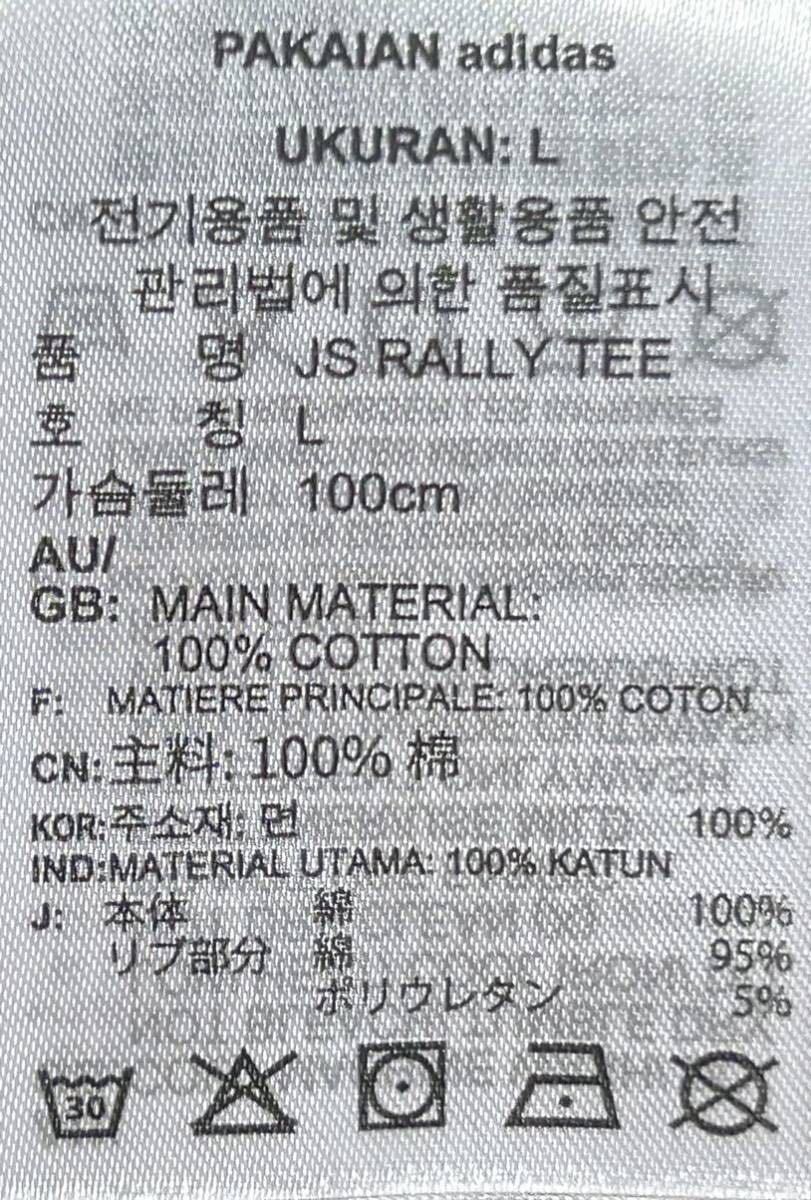 PAKAIAN adidas
UKURAN: L
전기용품 및 생활용품 안전
관리법에 의한 품질표시
품 명 JS RALLY TEE
호 칭 L
가슴둘레 100cm
AU/
GB: MAIN MATERIAL:
100% COTTON
F: MATIERE PRINCIPALE: 100% COTON
CN: 主料: 100% 棉
KOR: 주소재: 면 100%
IND:MATERIAL UTAMA: 100% KATUN
J: 本体 綿 100%
リブ部分 綿 95%
ポリウレタン 5%
30